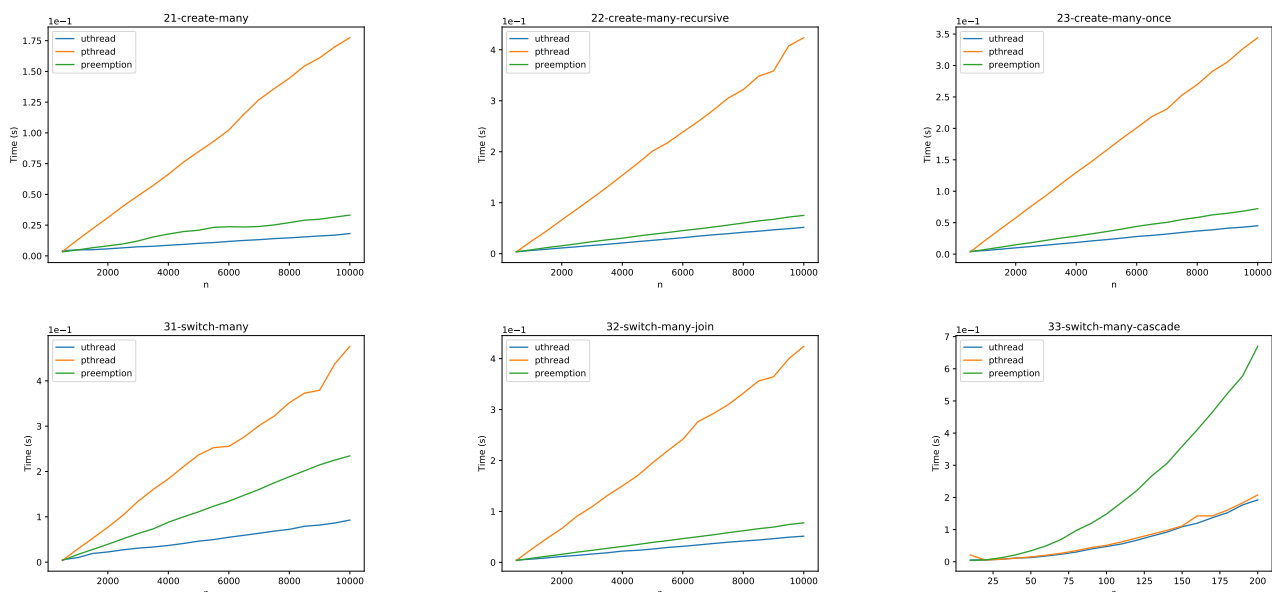 21-create-many
1e−1
uthread
pthread
preemption
1.75
1.50
1.25
1.00
0.75
0.50
0.25
0.00
Time (s)
2000 4000 6000 8000 10000
n
22-create-many-recursive
1e−1
uthread
pthread
preemption
4
3
2
1
0
Time (s)
2000 4000 6000 8000 10000
n
23-create-many-once
1e−1
uthread
pthread
preemption
3.5
3.0
2.5
2.0
1.5
1.0
0.5
0.0
Time (s)
2000 4000 6000 8000 10000
n
31-switch-many
1e−1
uthread
pthread
preemption
4
3
2
1
0
Time (s)
2000 4000 6000 8000 10000
32-switch-many-join
1e−1
uthread
pthread
preemption
4
3
2
1
0
Time (s)
2000 4000 6000 8000 10000
33-switch-many-cascade
1e−1
uthread
pthread
preemption
7
6
5
4
3
2
1
0
Time (s)
25 50 75 100 125 150 175 200